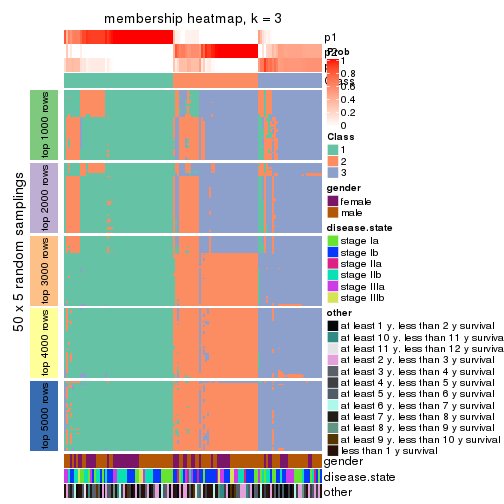 membership heatmap, k = 3
p1
p2
Prob
1
0.8
0.6
0.4
0.2
0
Class
1
2
3
gender
female
male
disease.state
stage Ia
stage Ib
stage IIa
stage IIb
stage IIIa
stage IIIb
other
at least 1 y. less than 2 y survival
at least 10 y. less than 11 y survival
at least 11 y. less than 12 y survival
at least 2 y. less than 3 y survival
at least 3 y. less than 4 y survival
at least 4 y. less than 5 y survival
at least 5 y. less than 6 y survival
at least 6 y. less than 7 y survival
at least 7 y. less than 8 y survival
at least 8 y. less than 9 y survival
at least 9 y. less than 10 y survival
less than 1 y survival
gender
disease.state
other
50 x 5 random samplings
top 1000 rows
top 2000 rows
top 3000 rows
top 4000 rows
top 5000 rows